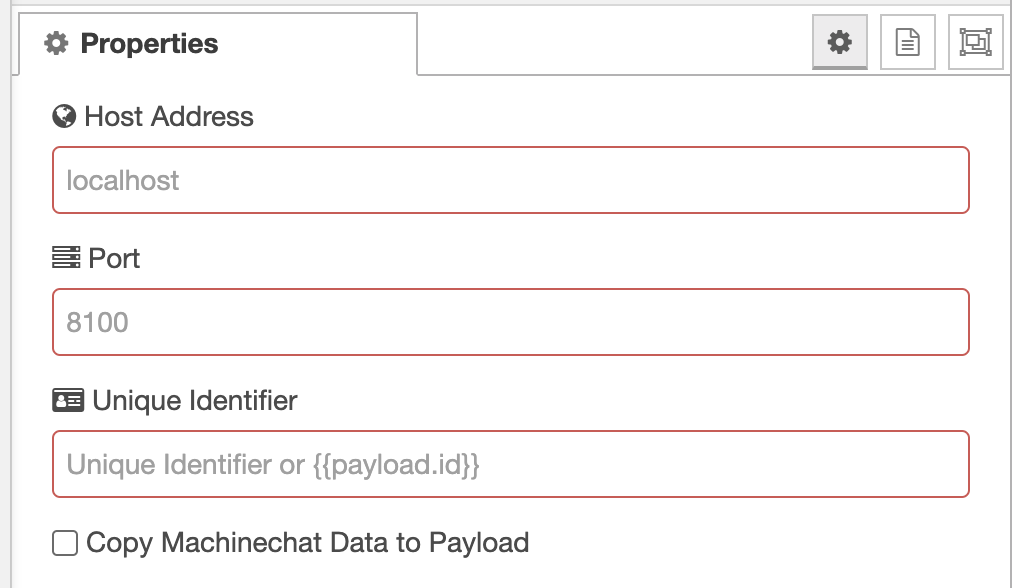 Properties
Host Address
localhost
Port
8100
Unique Identifier
Unique Identifier or {{payload.id}}
Copy Machinechat Data to Payload